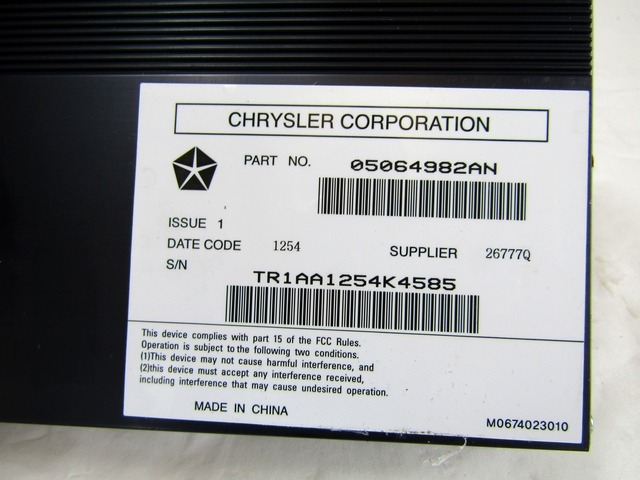 CHRYSLER CORPORATION
PART NO. 05064982AN
ISSUE 1
DATE CODE 1254 SUPPLIER 26777Q
S/N TR1AA1254K4585
This device complies with part 15 of the FCC Rules.
Operation is subject to the following two conditions.
(1)This device may not cause harmful interference, and
(2)this device must accept any interference received,
including interference that may cause undesired operation.
MADE IN CHINA M0674023010